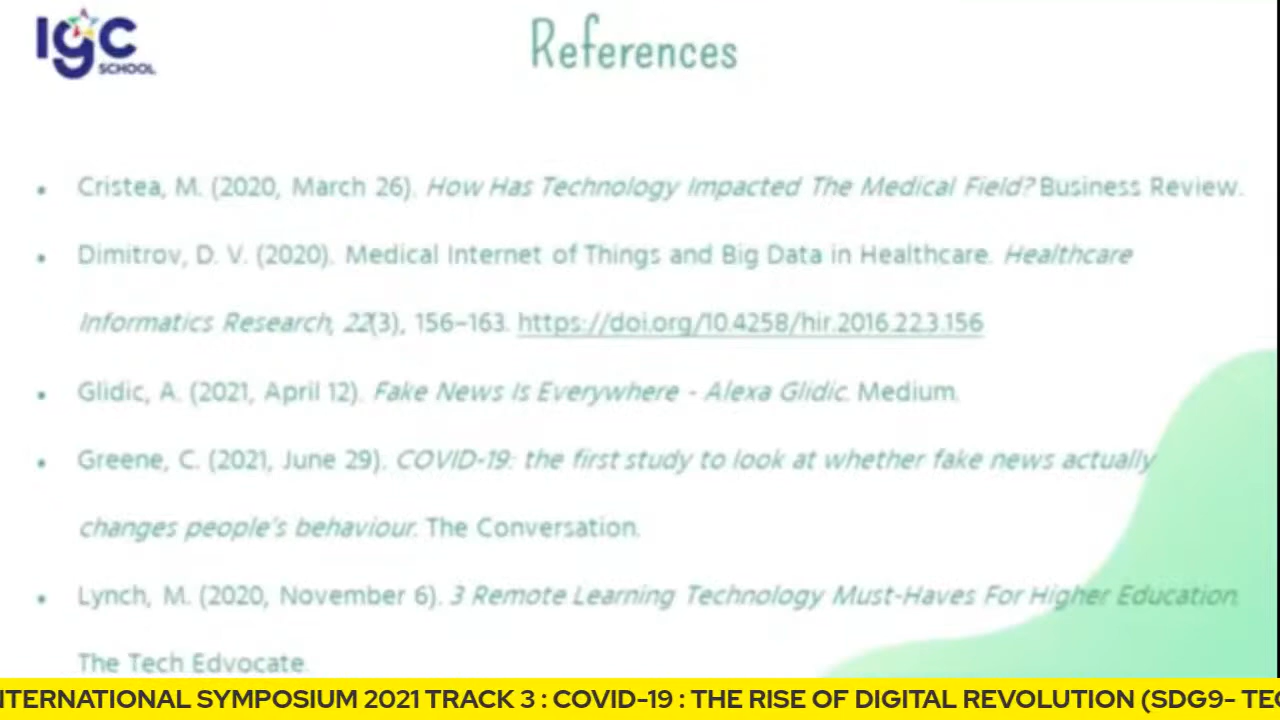 IGC
SCHOOL
References
• Cristea, M. (2020, March 26). How Has Technology Impacted The Medical Field? Business Review.
• Dimitrov, D. V. (2020). Medical Internet of Things and Big Data in Healthcare. Healthcare
Informatics Research, 22(3), 156–163. https://doi.org/10.4258/hir.2016.22.3.156
• Glidic, A. (2021, April 12). Fake News Is Everywhere - Alexa Glidic. Medium.
• Greene, C. (2021, June 29). COVID-19: the first study to look at whether fake news actually
changes people's behaviour. The Conversation.
• Lynch, M. (2020, November 6). 3 Remote Learning Technology Must-Haves For Higher Education.
The Tech Edvocate.
NTERNATIONAL SYMPOSIUM 2021 TRACK 3 : COVID-19 : THE RISE OF DIGITAL REVOLUTION (SDG9- TEC